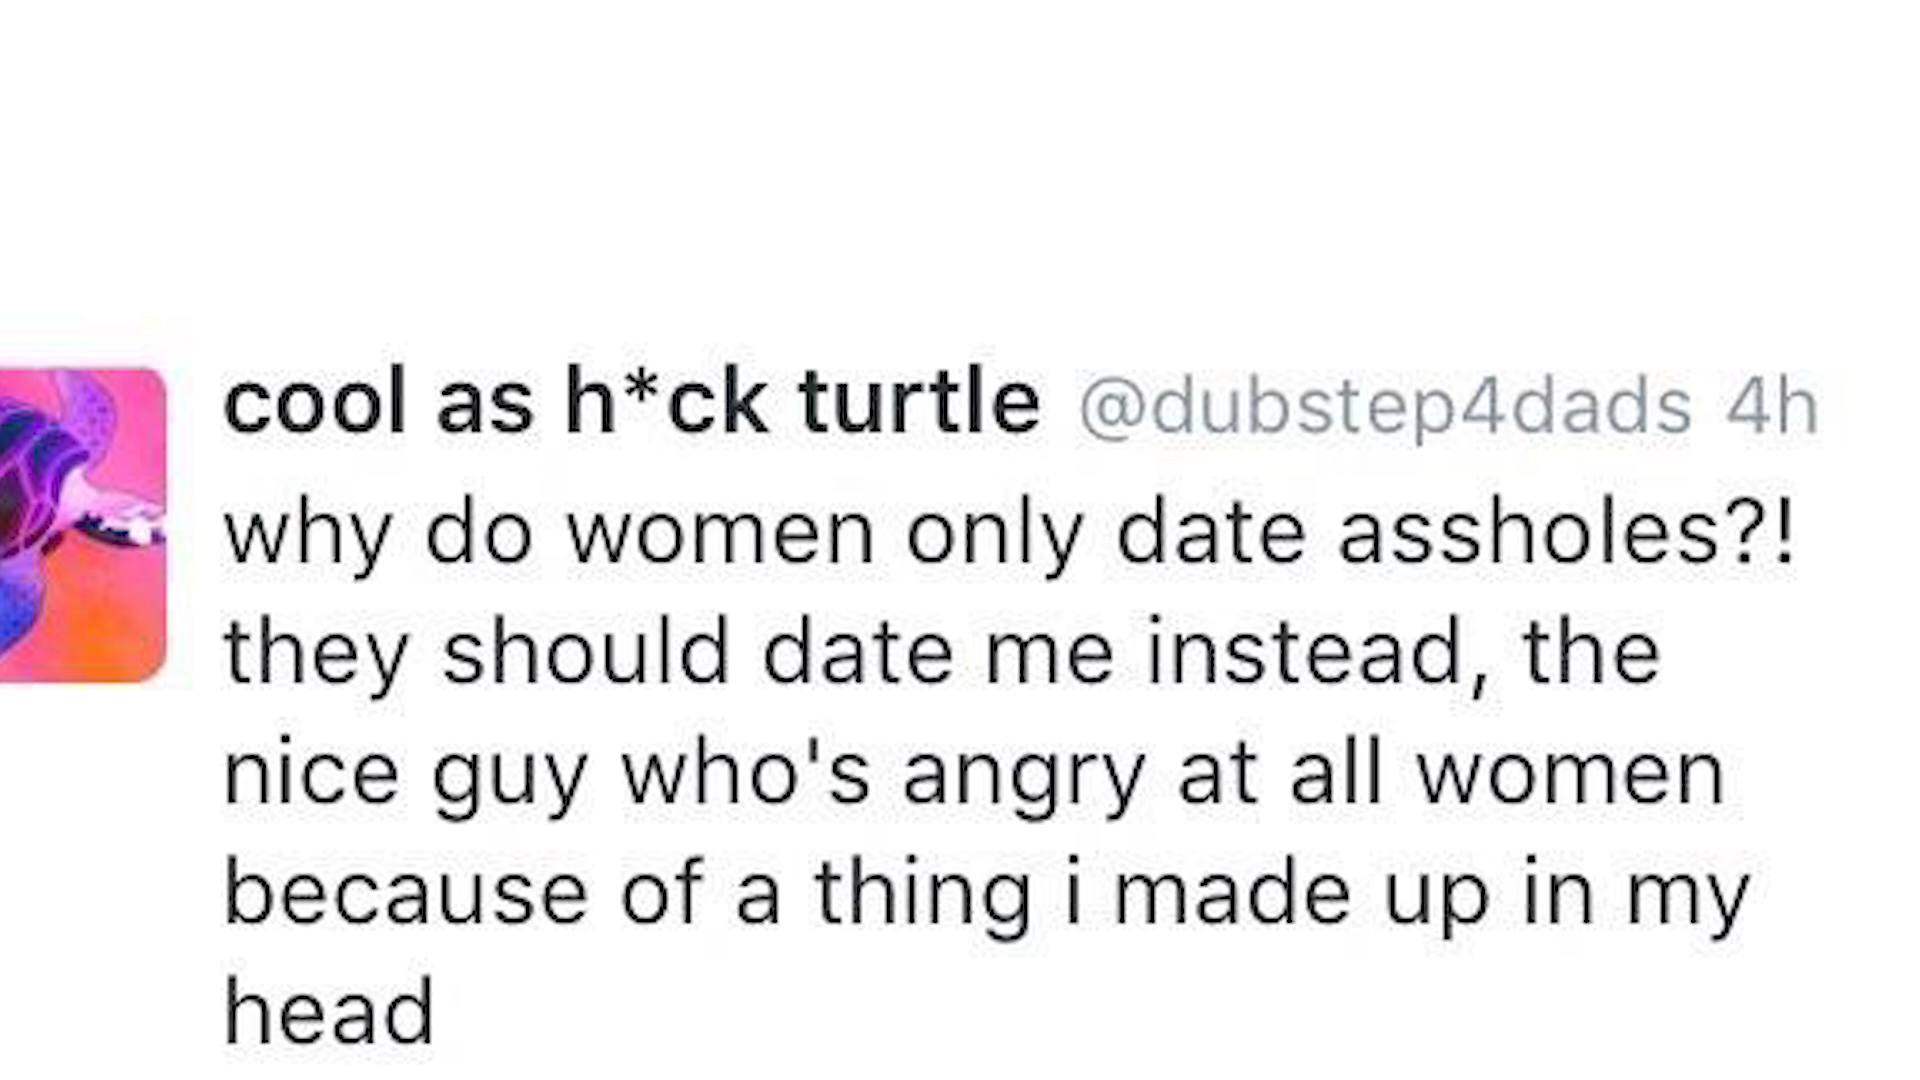 cool as h*ck turtle @dubstep4dads 4h
why do women only date assholes?!
they should date me instead, the
nice guy who's angry at all women
because of a thing i made up in my
head